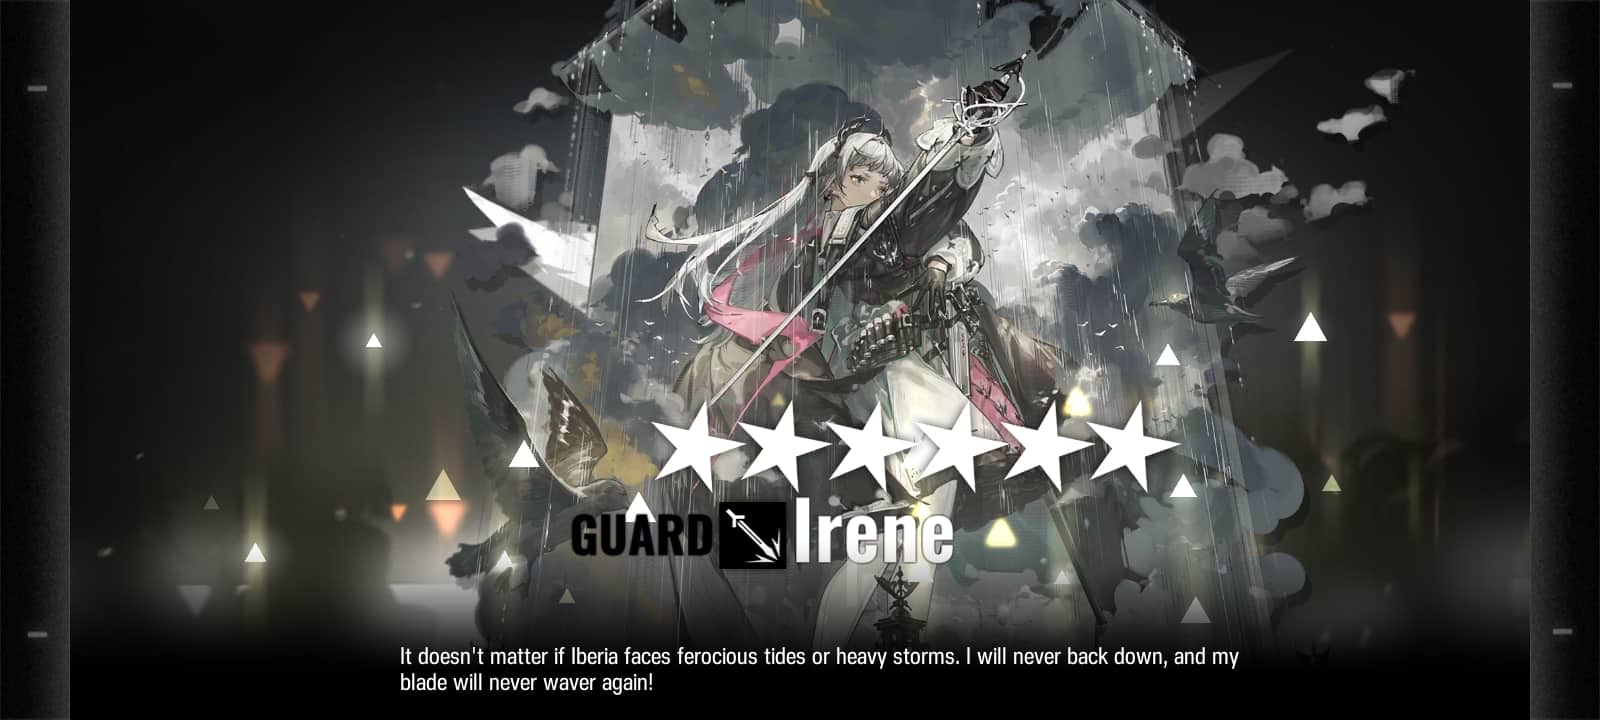 GUARD Irene
It doesn't matter if Iberia faces ferocious tides or heavy storms. I will never back down, and my
blade will never waver again!